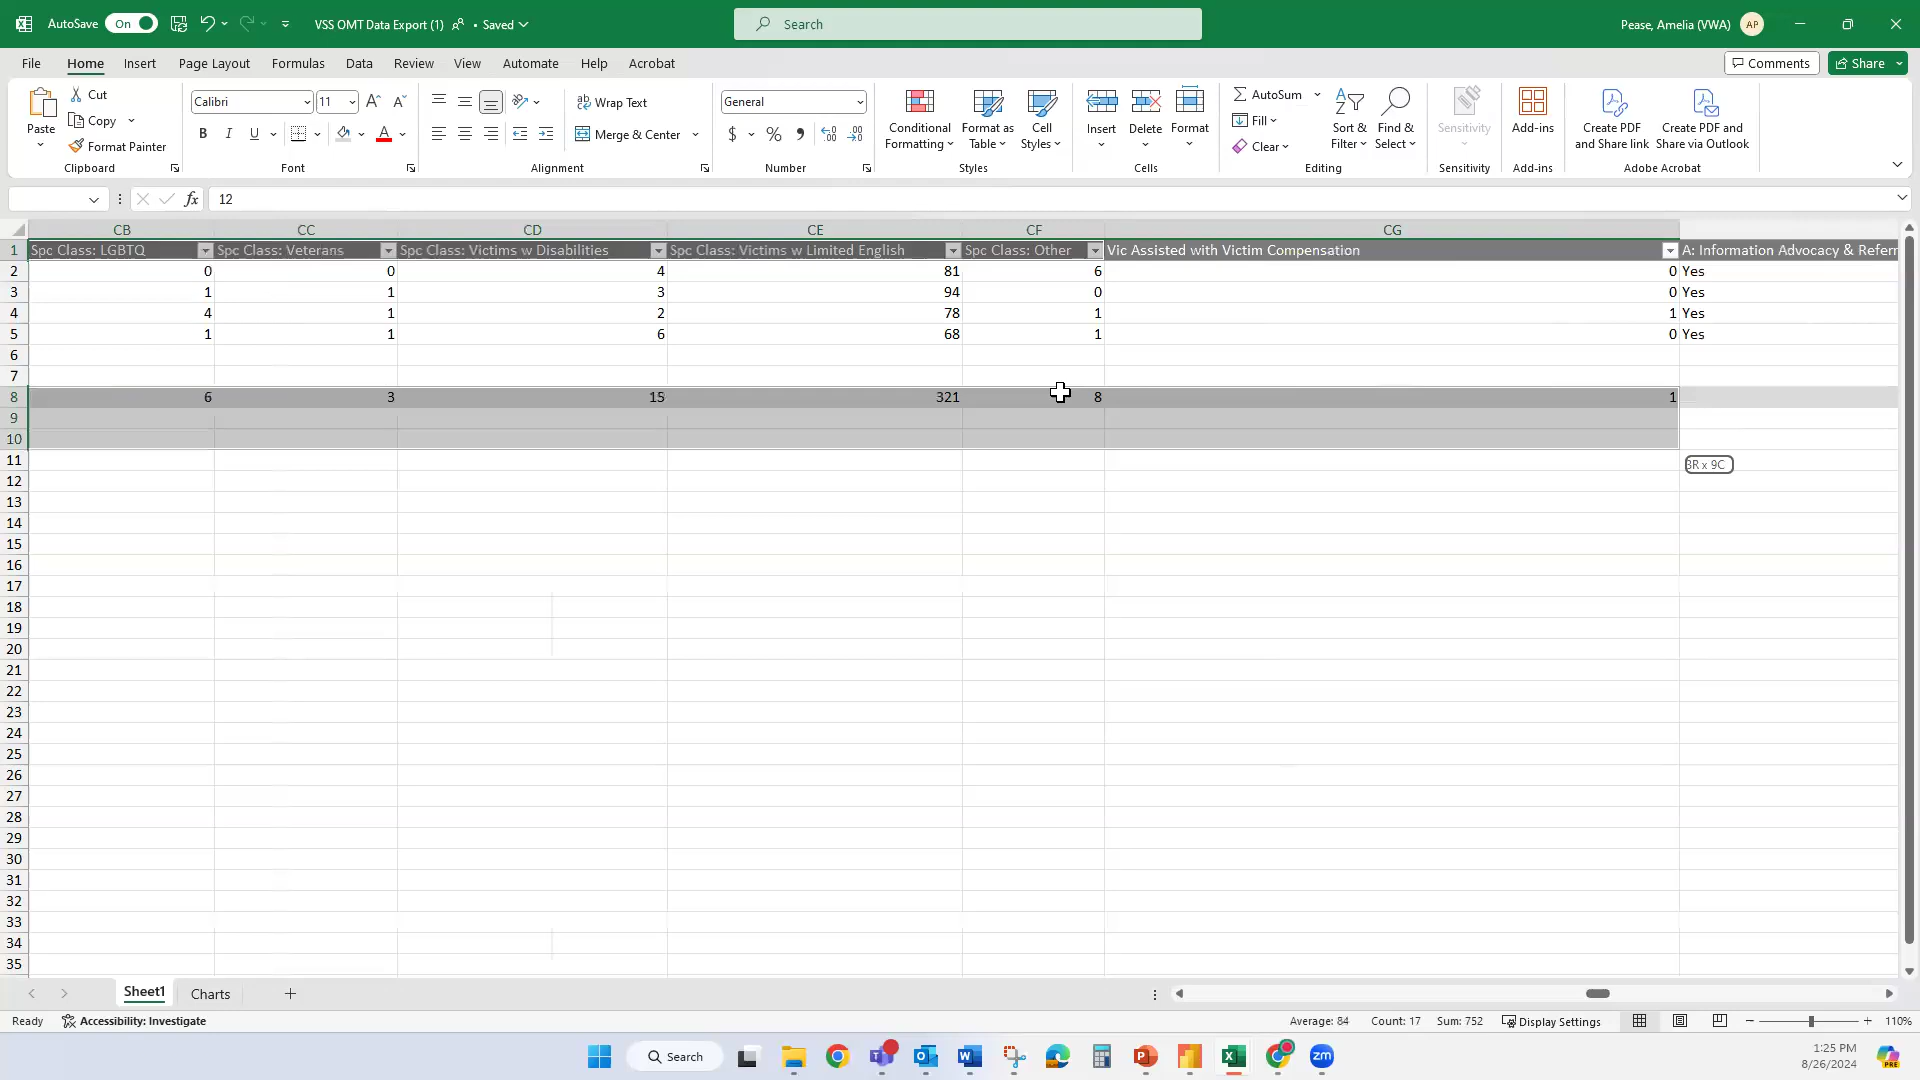 AutoSave On VSS OMT Data Export (1) • Saved Search Pease, Amelia (VWA) AP
File Home Insert Page Layout Formulas Data Review View Automate Help Acrobat Comments Share
Paste Cut Copy Format Painter Clipboard
Calibri 11 B I U Font
Wrap Text Merge & Center Alignment
General $ % Number
Conditional Formatting Format as Table Cell Styles Styles
Insert Delete Format Cells
AutoSum Fill Clear Sort & Filter Find & Select Editing
Sensitivity Sensitivity
Add-ins Add-ins
Create PDF and Share link Create PDF and Share via Outlook Adobe Acrobat
fx 12
CB CC CD CE CF CG
1 Spc Class: LGBTQ Spc Class: Veterans Spc Class: Victims w Disabilities Spc Class: Victims w Limited English Spc Class: Other Vic Assisted with Victim Compensation A: Information Advocacy & Referr
2 0 0 4 81 6 0 Yes
3 1 1 3 94 0 0 Yes
4 4 1 2 78 1 1 Yes
5 1 1 6 68 1 0 Yes
6
7
8 6 3 15 321 8 1
9
10
11 3R x 9C
12
13
14
15
16
17
18
19
20
21
22
23
24
25
26
27
28
29
30
31
32
33
34
35
Sheet1 Charts
Ready Accessibility: Investigate Average: 84 Count: 17 Sum: 752 Display Settings 110%
Search zm 1:25 PM
8/26/2024